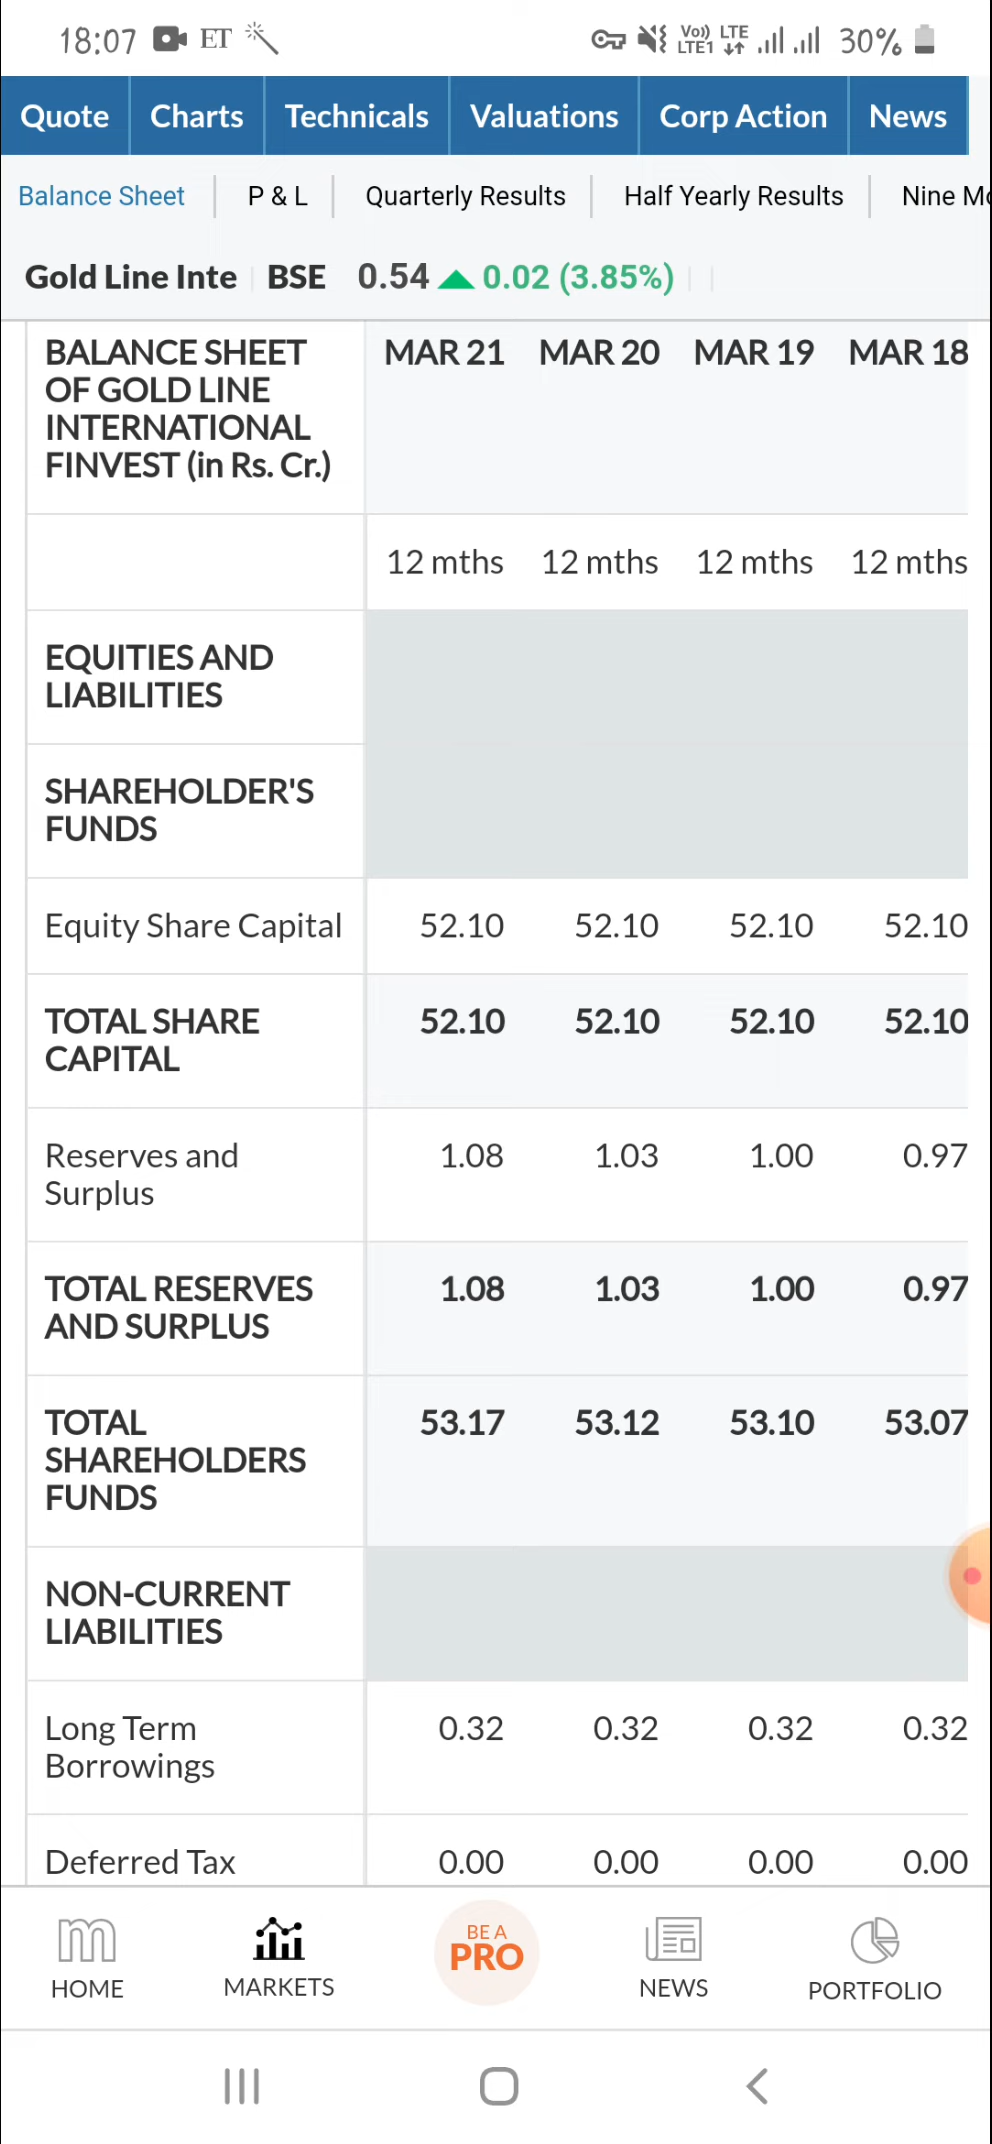 18:07 ET Vo)) LTE1 LTE 30%
Quote Charts Technicals Valuations Corp Action News
Balance Sheet P & L Quarterly Results Half Yearly Results Nine Mo
Gold Line Inte BSE 0.54 ▲ 0.02 (3.85%)
BALANCE SHEET MAR 21 MAR 20 MAR 19 MAR 18
OF GOLD LINE
INTERNATIONAL
FINVEST (in Rs. Cr.)
12 mths 12 mths 12 mths 12 mths
EQUITIES AND
LIABILITIES
SHAREHOLDER'S
FUNDS
Equity Share Capital 52.10 52.10 52.10 52.10
TOTAL SHARE 52.10 52.10 52.10 52.10
CAPITAL
Reserves and 1.08 1.03 1.00 0.97
Surplus
TOTAL RESERVES 1.08 1.03 1.00 0.97
AND SURPLUS
TOTAL 53.17 53.12 53.10 53.07
SHAREHOLDERS
FUNDS
NON-CURRENT
LIABILITIES
Long Term 0.32 0.32 0.32 0.32
Borrowings
Deferred Tax 0.00 0.00 0.00 0.00
m BE A
PRO
HOME MARKETS NEWS PORTFOLIO